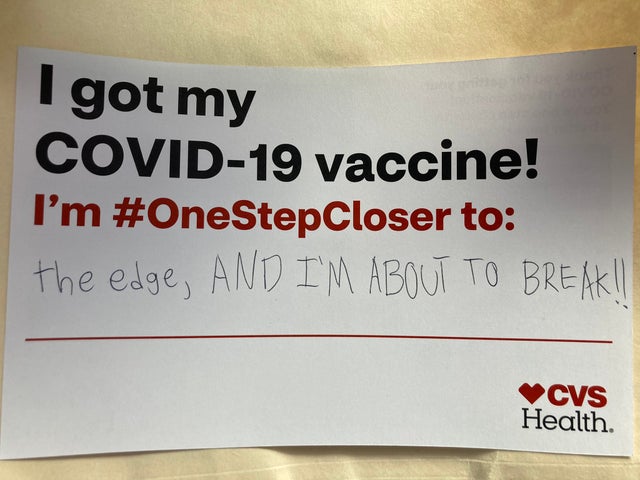 I got my
COVID-19 vaccine!
I'm #OneStepCloser to:
the edge, AND I'M ABOUT TO BREAK!!
CVS
Health.